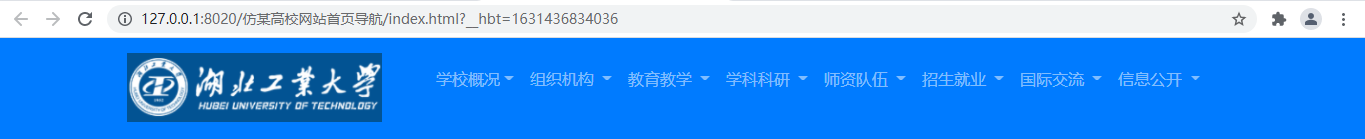 127.0.0.1:8020/仿某高校网站首页导航/index.html?__hbt=1631436834036
湖北工業大学
HUBEI UNIVERSITY OF TECHNOLOGY
学校概况 组织机构 教育教学 学科科研 师资队伍 招生就业 国际交流 信息公开